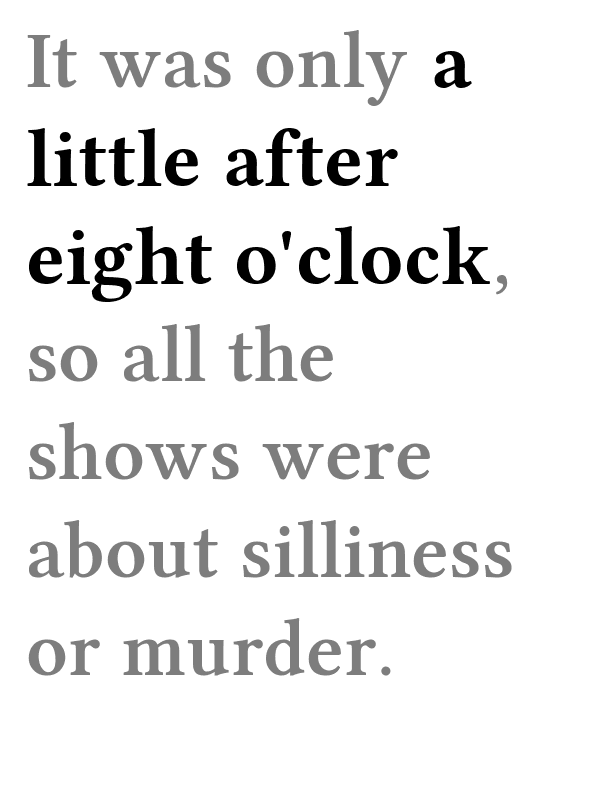 It was only a
little after
eight o'clock,
so all the
shows were
about silliness
or murder.